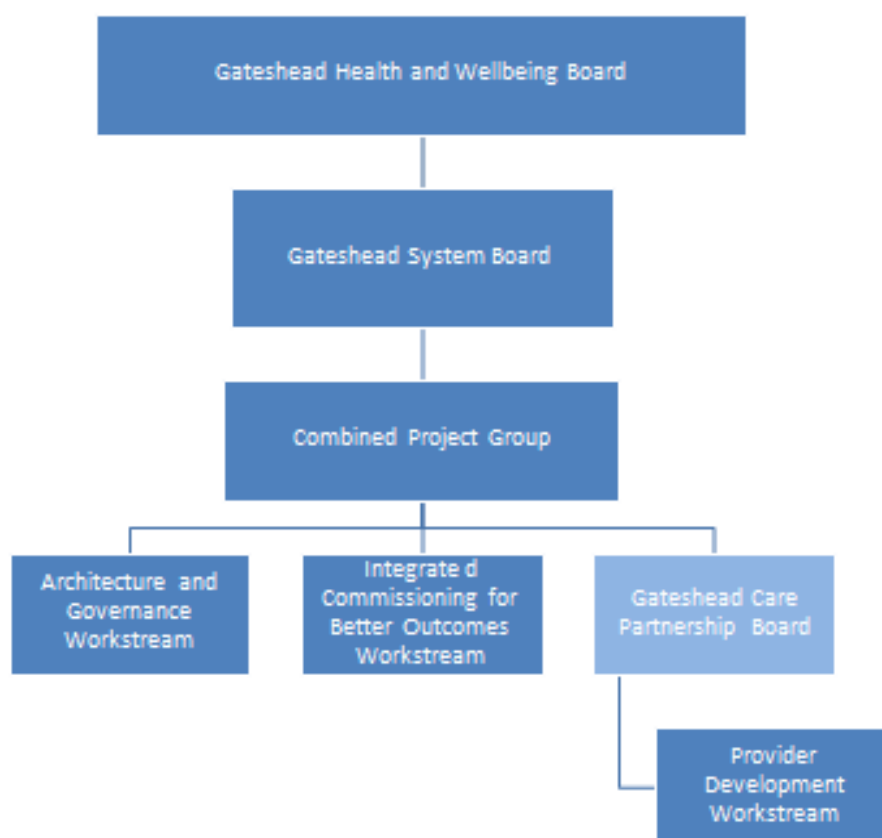 Gateshead Health and Wellbeing Board
Gateshead System Board
Combined Project Group
Architecture and
Governance
Workstream
Integrate d
Commissioning for
Better Outcomes
Workstream
Gateshead Care
Partnership Board
Provider
Development
Workstream